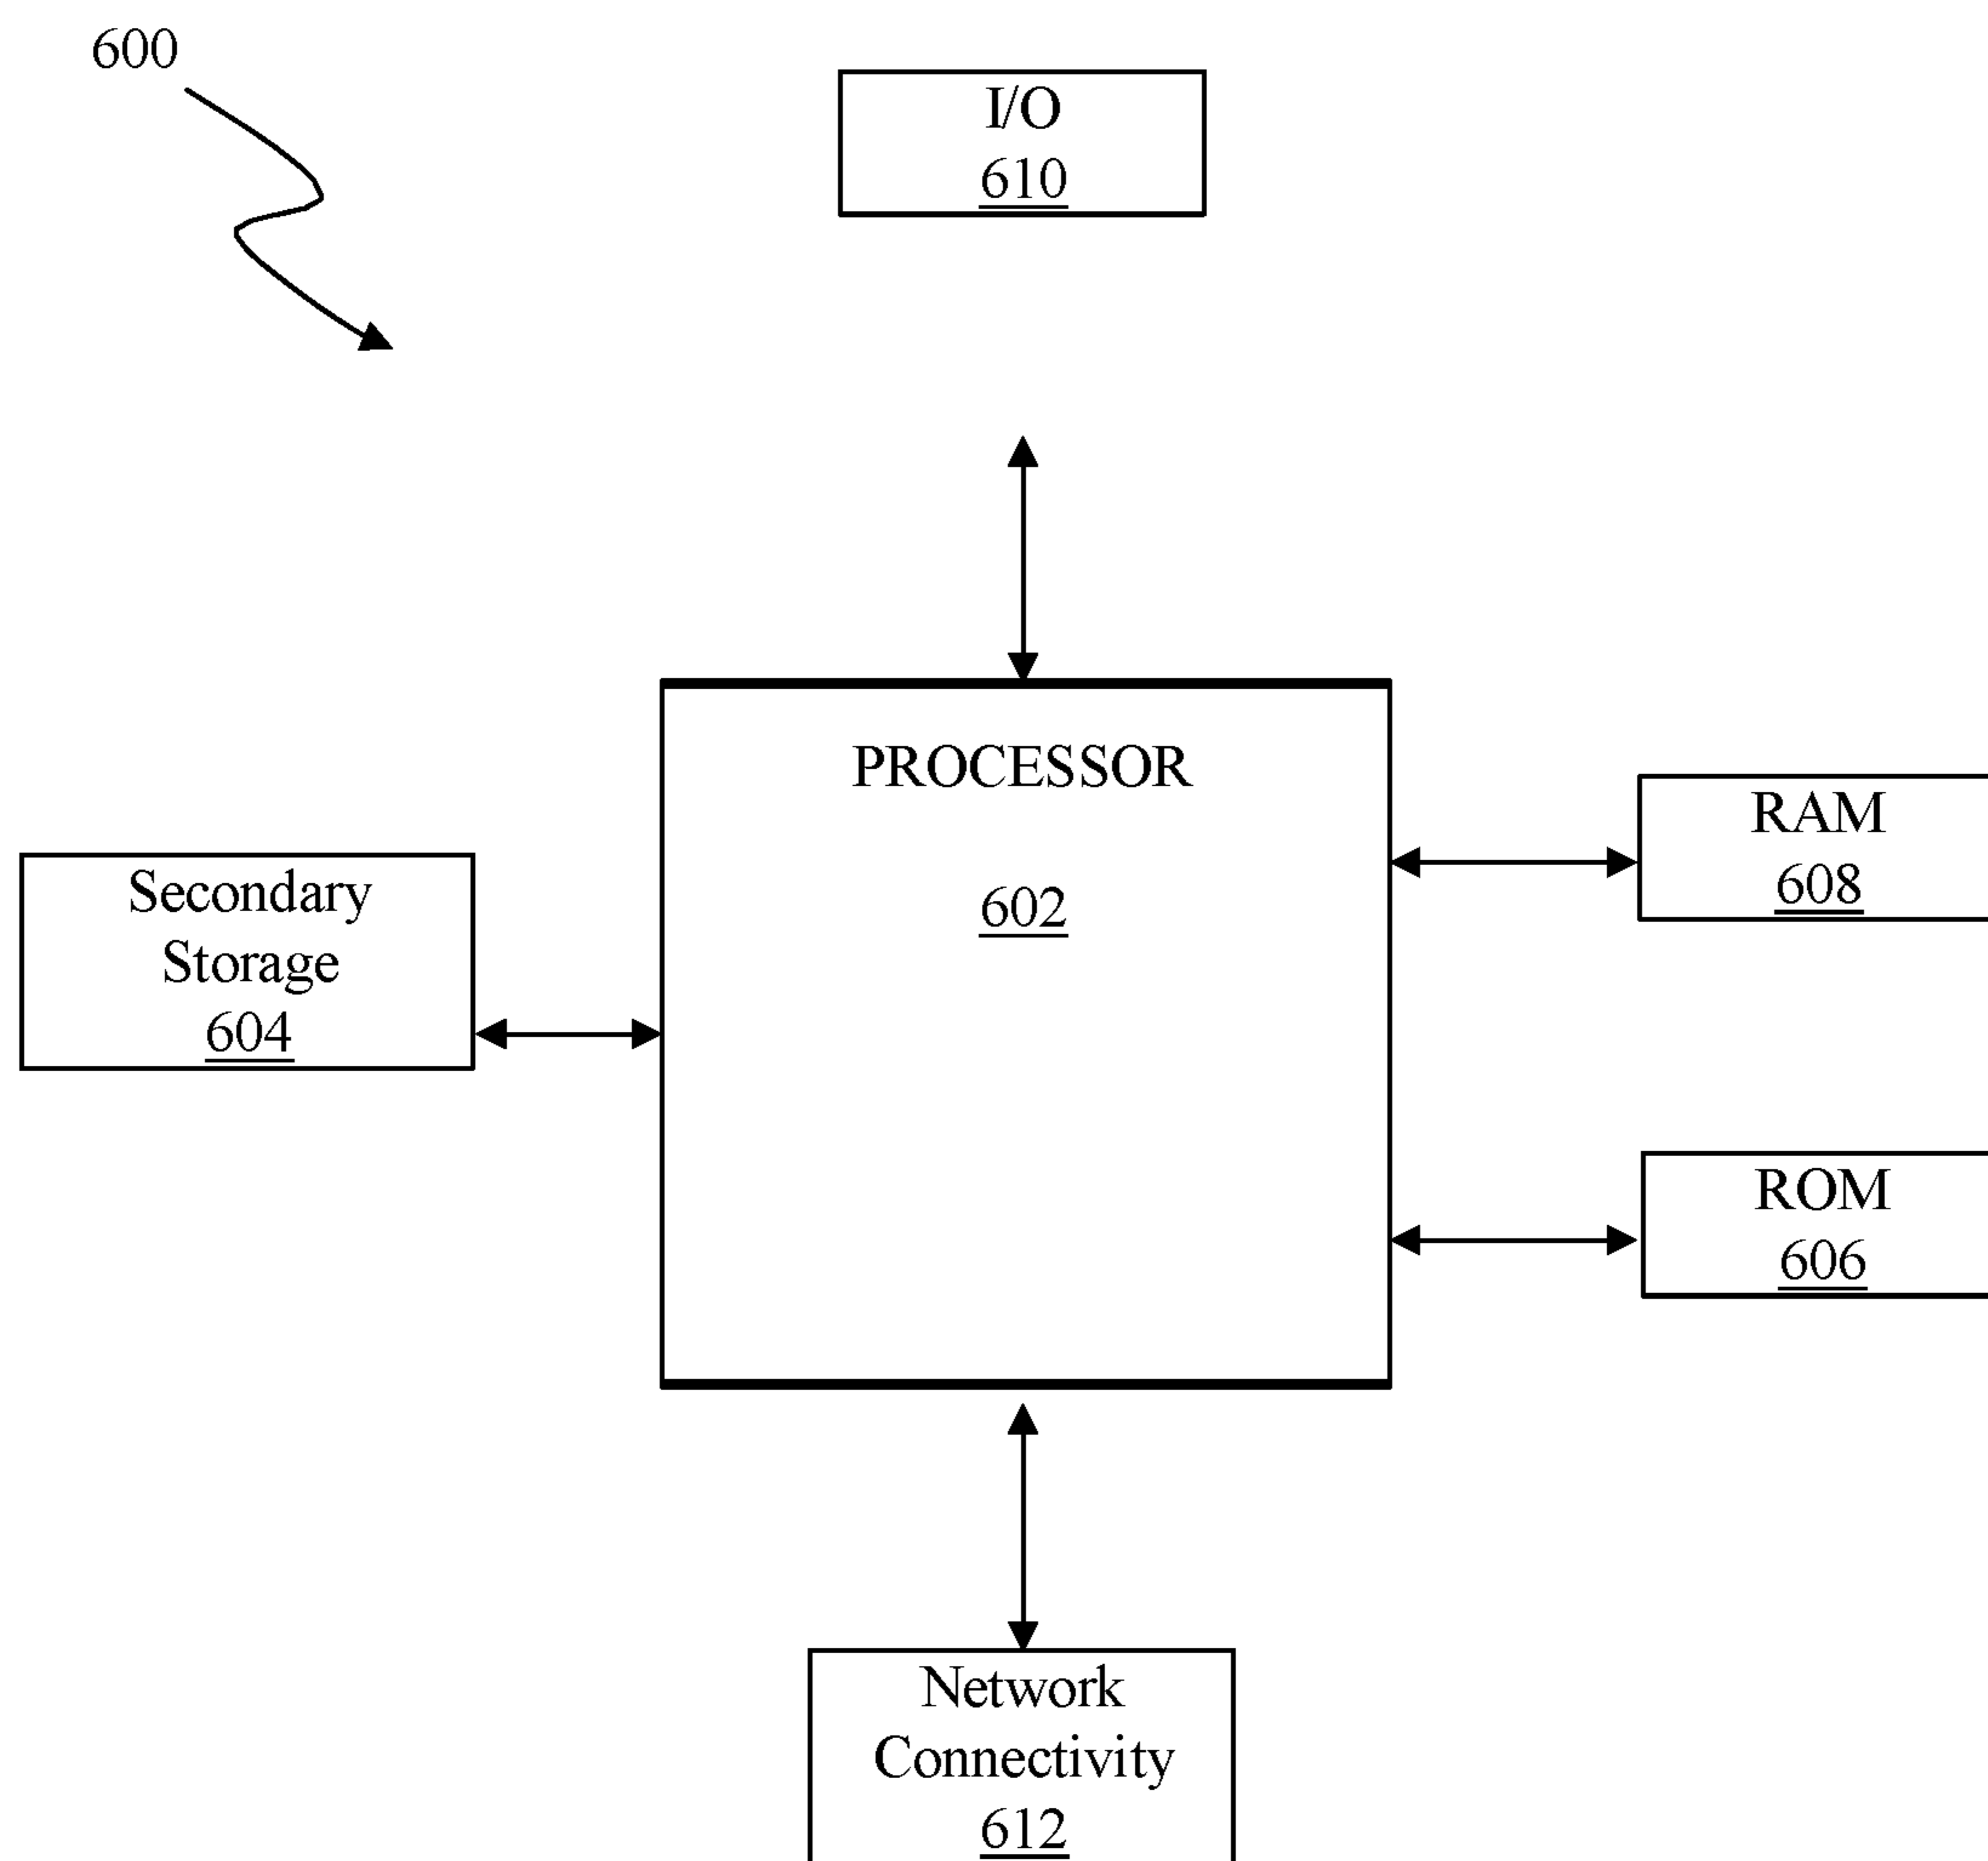 600
I/O
610
PROCESSOR
602
RAM
608
Secondary
Storage
604
ROM
606
Network
Connectivity
612